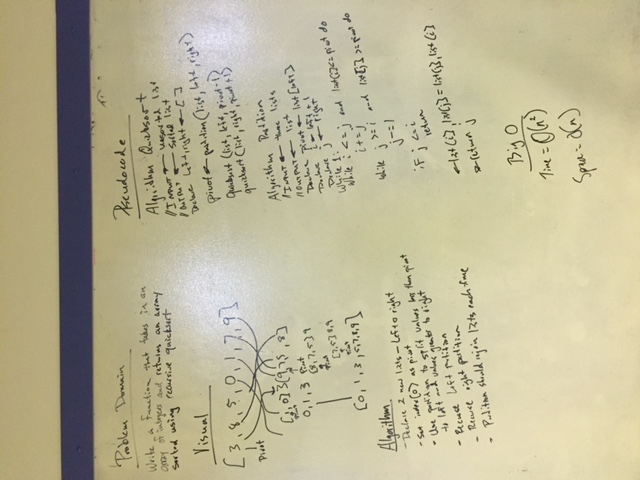 Problem Domain
Write a function that takes in an
array of integers and returns an array
sorted using recursive quicksort
Visual
[3, 8, 5, 0, 1, 7, 9]
Pivot
[1, 0] 3 [9, 7, 5, 8]
Pivot
0, 1, 3
Pivot
[8, 7, 5] 9
Pivot
[7, 5] 8, 9
[0, 1, 3, 5, 7, 8, 9]
Algorithm
- Declare 2 new lists - left & right
- Set index[0] as pivot
- Use partition to split values less than pivot
to left and values greater to right
- Recurse left partition
- Recurse right partition
- Partition should rejoin lists each time
Pseudocode
Algorithm Quicksort
//INPUT ← unsorted list
//OUTPUT ← sorted list
Declare left, right ← []
pivot ← partition(list, left, right)
Quicksort(list, left, pivot-1)
quicksort(list, right, pivot+1)
Algorithm Partition
//INPUT ← three lists
//OUTPUT ← list
Declare pivot ← list[left]
Declare i ← left + 1
Declare j ← right
While 1:
While i <= j and list[i] <= pivot do
i += j
while j >= i and list[j] >= pivot do
j -= 1
if j <= i
return
list[i], list[j] = list[j], list[i]
return j
Big O
Time = O(n²)
Space = O(n)